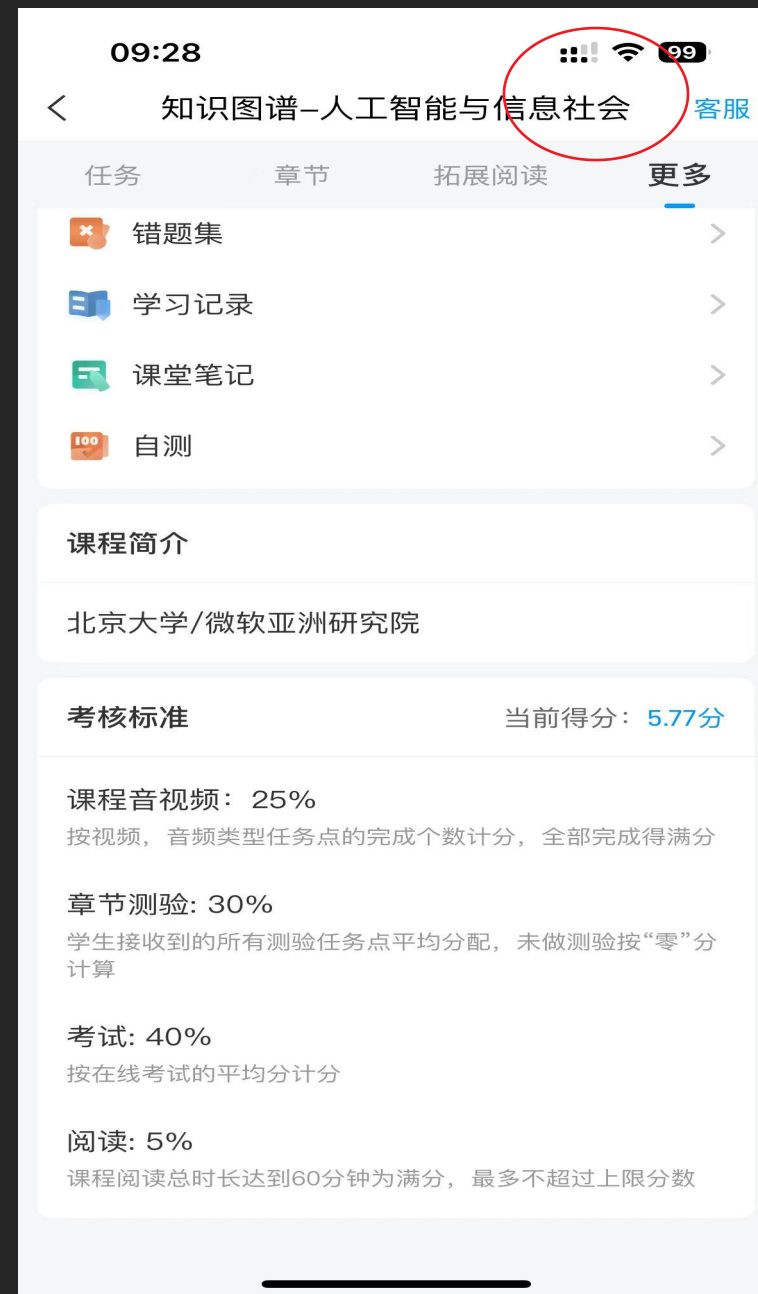 09:28
99
知识图谱-人工智能与信息社会
客服
任务
章节
拓展阅读
更多
错题集
学习记录
课堂笔记
100
自测
课程简介
北京大学/微软亚洲研究院
考核标准
当前得分：5.77分
课程音视频：25%
按视频，音频类型任务点的完成个数计分，全部完成得满分
章节测验: 30%
学生接收到的所有测验任务点平均分配，未做测验按“零”分
计算
考试: 40%
按在线考试的平均分计分
阅读: 5%
课程阅读总时长达到60分钟为满分，最多不超过上限分数